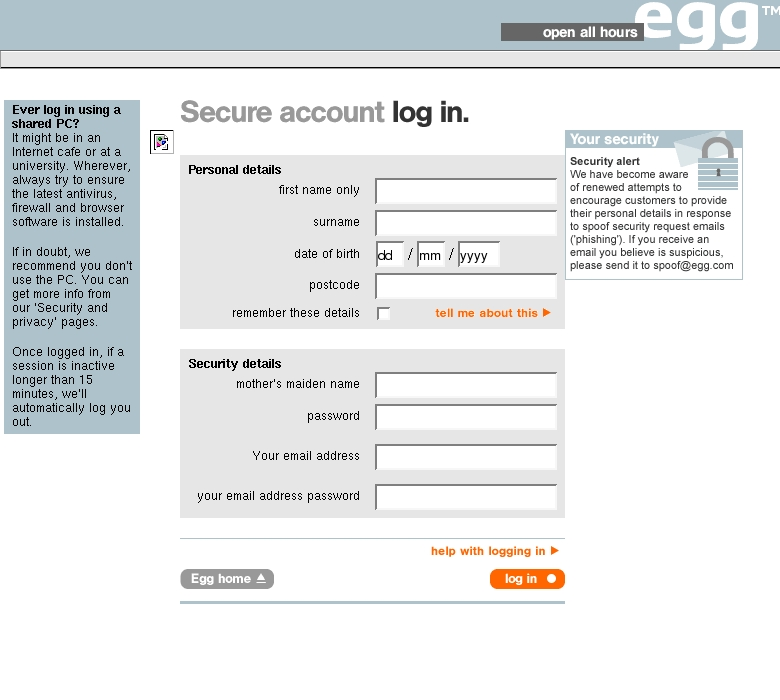 egg™
open all hours
Ever log in using a
shared PC?
It might be in an
Internet cafe or at a
university. Wherever,
always try to ensure
the latest antivirus,
firewall and browser
software is installed.
If in doubt, we
recommend you don't
use the PC. You can
get more info from
our 'Security and
privacy' pages.
Once logged in, if a
session is inactive
longer than 15
minutes, we'll
automatically log you
out.
Secure account log in.
Personal details
first name only
surname
date of birth dd / mm / yyyy
postcode
remember these details tell me about this
Security details
mother's maiden name
password
Your email address
your email address password
help with logging in
Egg home
log in
Your security
Security alert
We have become aware
of renewed attempts to
encourage customers to provide
their personal details in response
to spoof security request emails
('phishing'). If you receive an
email you believe is suspicious,
please send it to spoof@egg.com